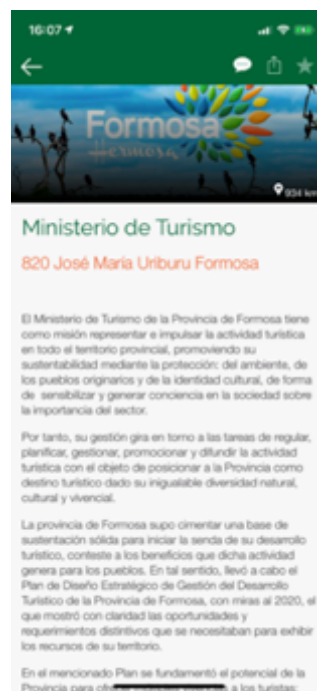 16:07
Formosa
Hermosa
934 km
Ministerio de Turismo
820 José María Uriburu Formosa
El Ministerio de Turismo de la Provincia de Formosa tiene
como misión representar e impulsar la actividad turística
en todo el territorio provincial, promoviendo su
sustentabilidad mediante la protección: del ambiente, de
los pueblos originarios y de la identidad cultural, de forma
de sensibilizar y generar conciencia en la sociedad sobre
la importancia del sector.
Por tanto, su gestión gira en torno a las tareas de regular,
planificar, gestionar, promocionar y difundir la actividad
turística con el objeto de posicionar a la Provincia como
destino turístico dado su inigualable diversidad natural,
cultural y vivencial.
La provincia de Formosa supo cimentar una base de
sustentación sólida para iniciar la senda de su desarrollo
turístico, conteste a los beneficios que dicha actividad
genera para los pueblos. En tal sentido, llevó a cabo el
Plan de Diseño Estratégico de Gestión del Desarrollo
Turístico de la Provincia de Formosa, con miras al 2020, el
que mostró con claridad las oportunidades y
requerimientos distintivos que se necesitaban para exhibir
los recursos de su territorio.
En el mencionado Plan se fundamentó el potencial de la
Provincia para a los turistas: